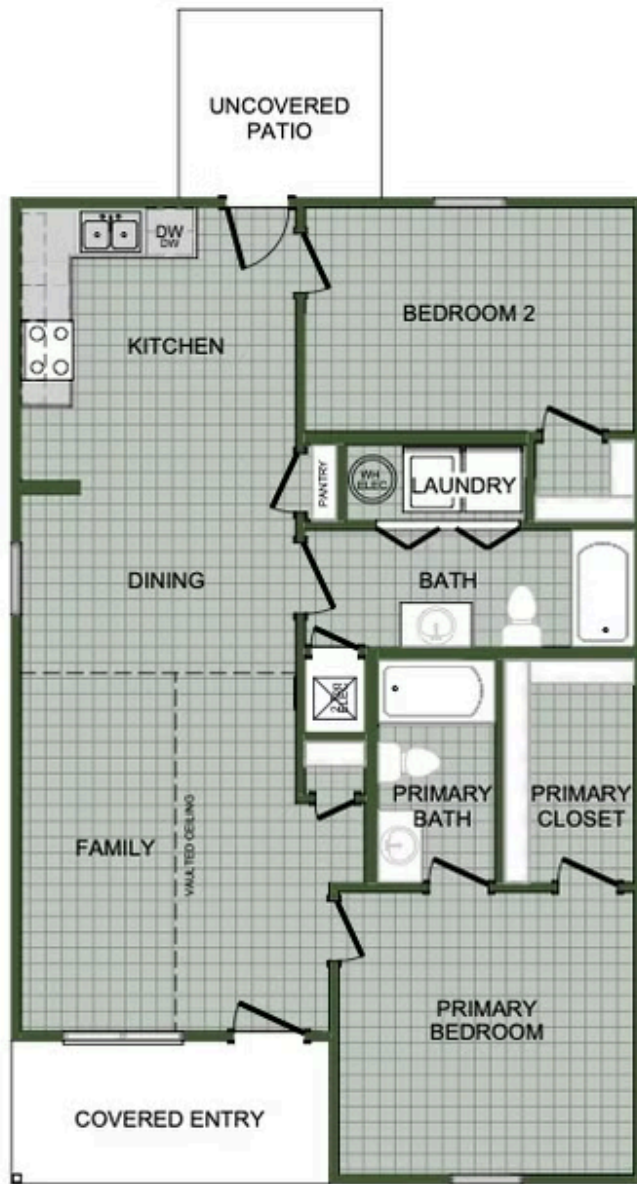 UNCOVERED
PATIO
DW
DW
BEDROOM 2
KITCHEN
PANTRY
WH
ELEC
LAUNDRY
DINING
BATH
ELEC
PRIMARY
BATH
PRIMARY
CLOSET
FAMILY
VAULTED CEILING
PRIMARY
BEDROOM
COVERED ENTRY